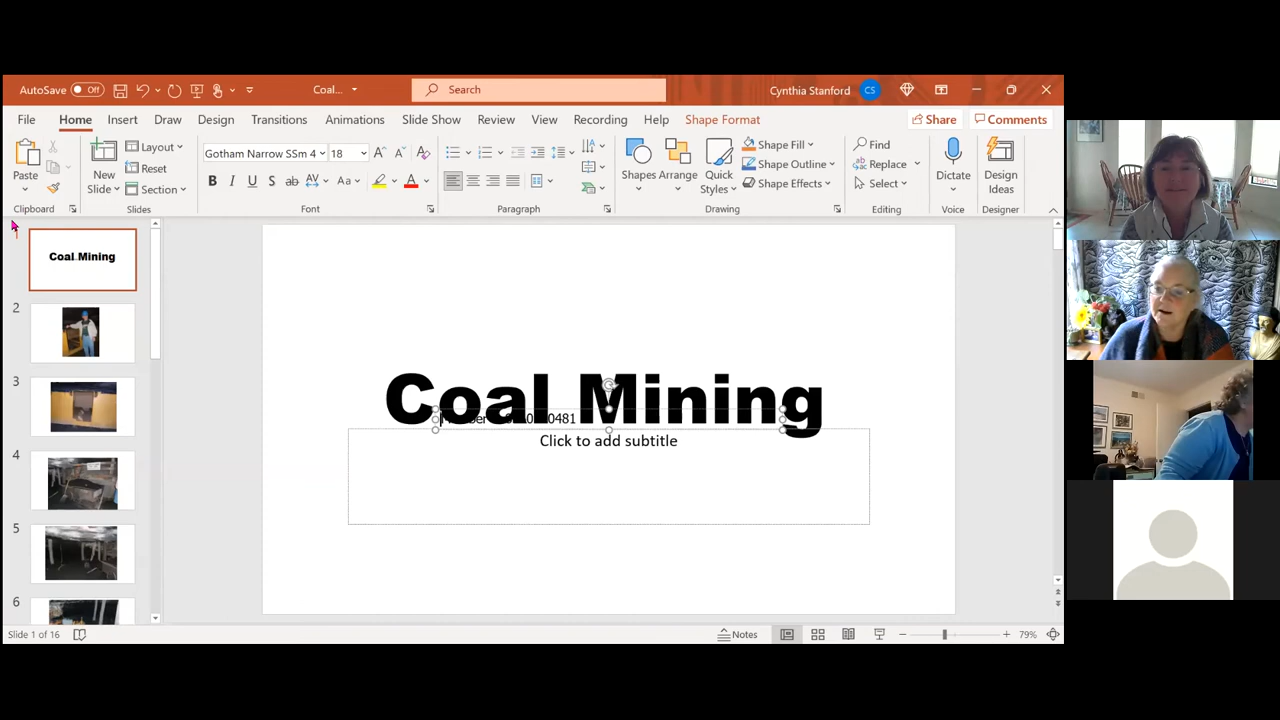 AutoSave Off Coal... Search Cynthia Stanford CS
File Home Insert Draw Design Transitions Animations Slide Show Review View Recording Help Shape Format Share Comments
Paste New Slide Layout Reset Section
Gotham Narrow SSm 4 18
B I U S ab AV Aa A
Shapes Arrange Quick Styles Shape Fill Shape Outline Shape Effects
Find Replace Select
Dictate Design Ideas
Clipboard Slides Font Paragraph Drawing Editing Voice Designer
1
Coal Mining
2
3
4
5
6
Coal Mining
0481
Click to add subtitle
Slide 1 of 16 Notes 79%